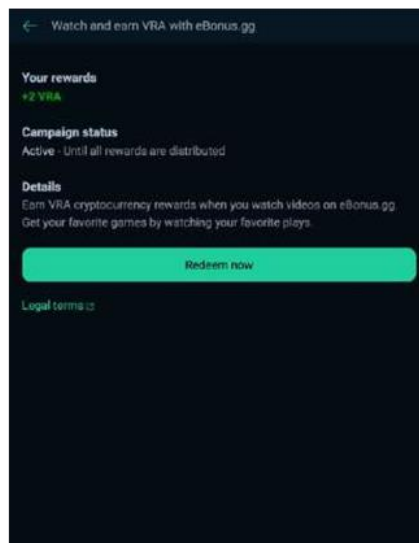 Watch and earn VRA with eBonus.gg
Your rewards
+2 VRA
Campaign status
Active - Until all rewards are distributed
Details
Earn VRA cryptocurrency rewards when you watch videos on eBonus.gg.
Get your favorite games by watching your favorite plays.
Redeem now
Legal terms